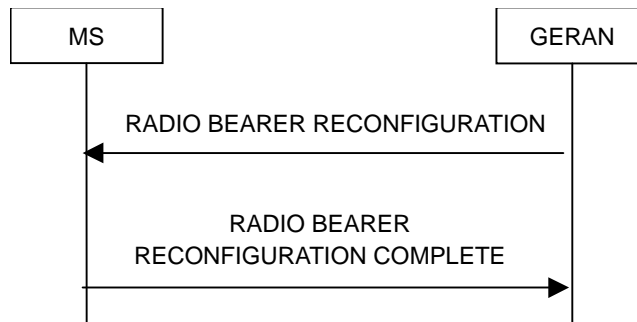 MS
GERAN
RADIO BEARER RECONFIGURATION
RADIO BEARER
RECONFIGURATION COMPLETE